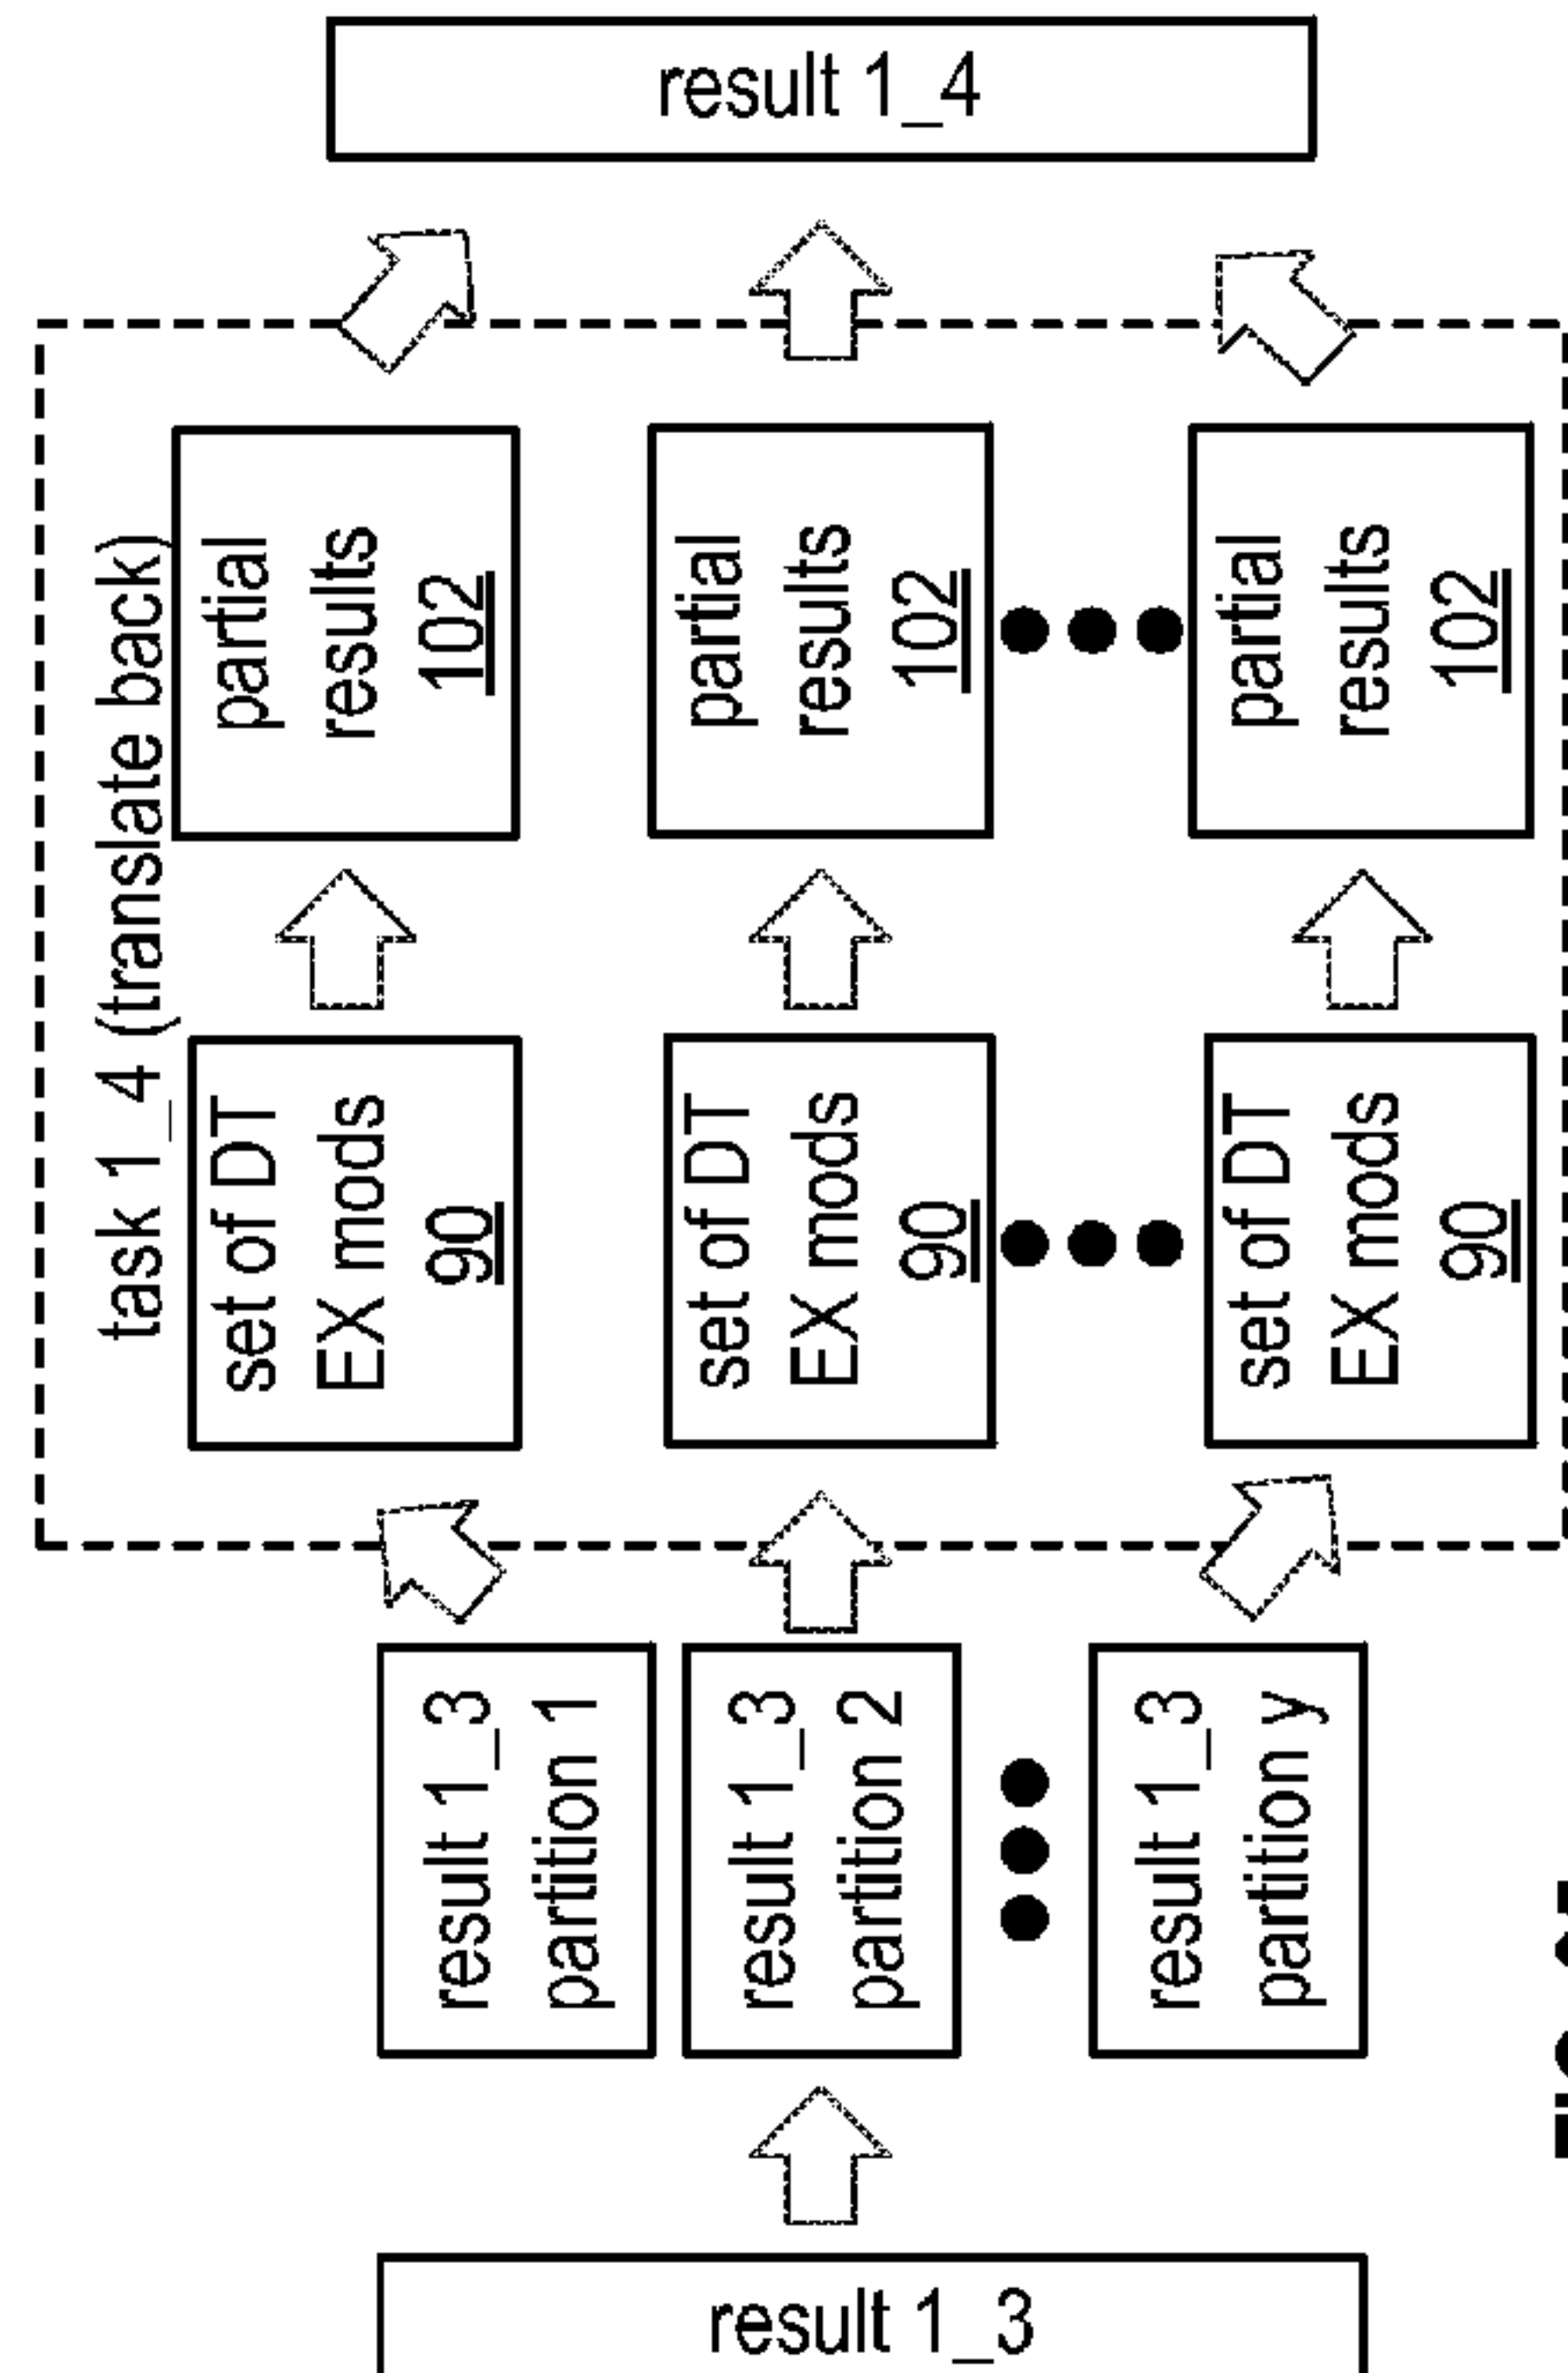 result 1_4
task 1_4 (translate back)
partial
results
102
partial
results
102
partial
results
102
set of DT
EX mods
90
set of DT
EX mods
90
set of DT
EX mods
90
result 1_3
partition 1
result 1_3
partition 2
result 1_3
partition y
result 1_3